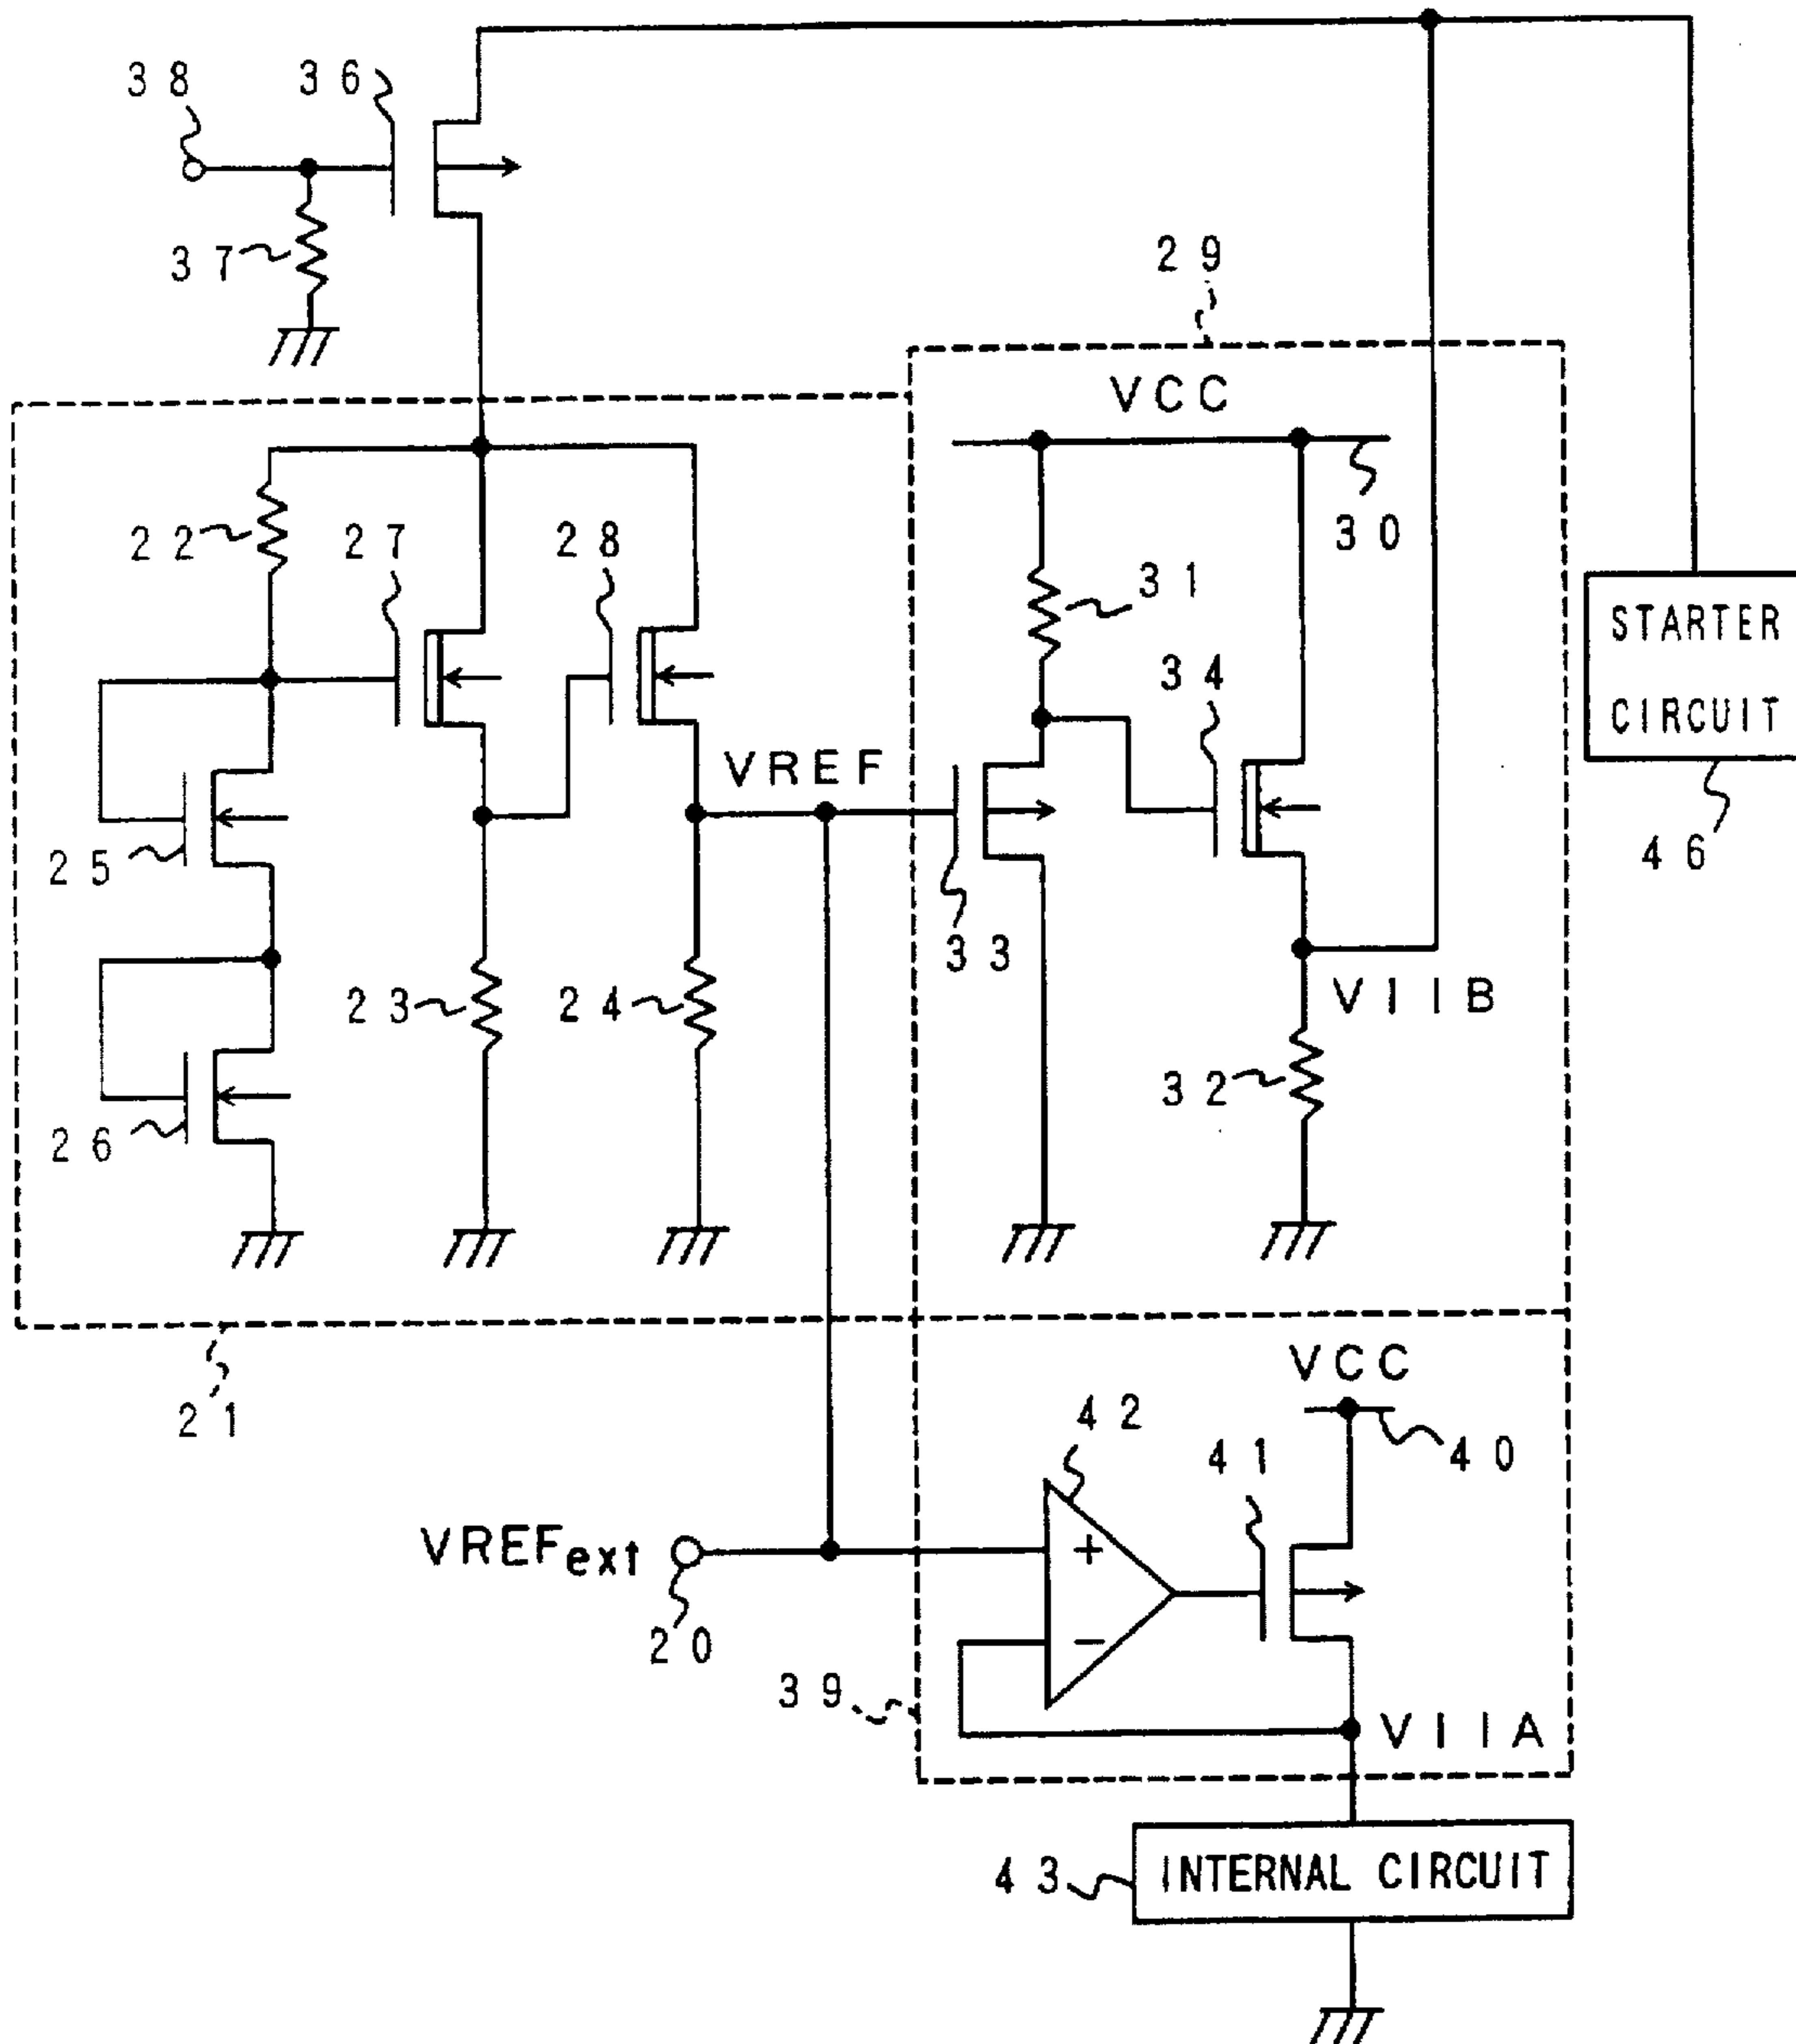 38
36
37
29
VCC
22
27
28
30
31
STARTER
CIRCUIT
34
VREF
25
46
33
23
24
VIIB
32
26
VCC
21
42
41
40
VREFext
20
39
VIIA
43
INTERNAL CIRCUIT
+
−